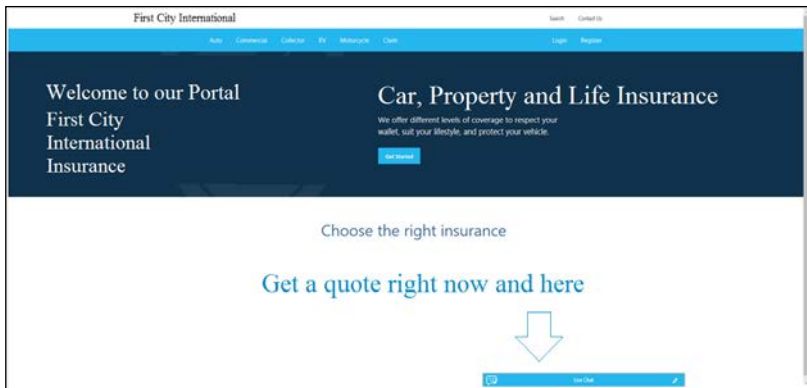 First City International
Search Contact Us
Auto Commercial Collector RV Motorcycle Claim
Login Register
Welcome to our Portal
First City
International
Insurance
Car, Property and Life Insurance
We offer different levels of coverage to respect your
wallet, suit your lifestyle, and protect your vehicle.
Get Started
Choose the right insurance
Get a quote right now and here
Live Chat